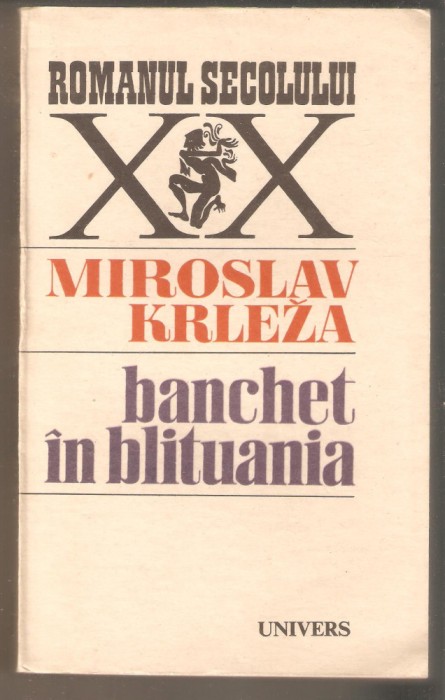 ROMANUL SECOLULUI
XX
MIROSLAV
KRLEŽA
banchet
în blituania
UNIVERS